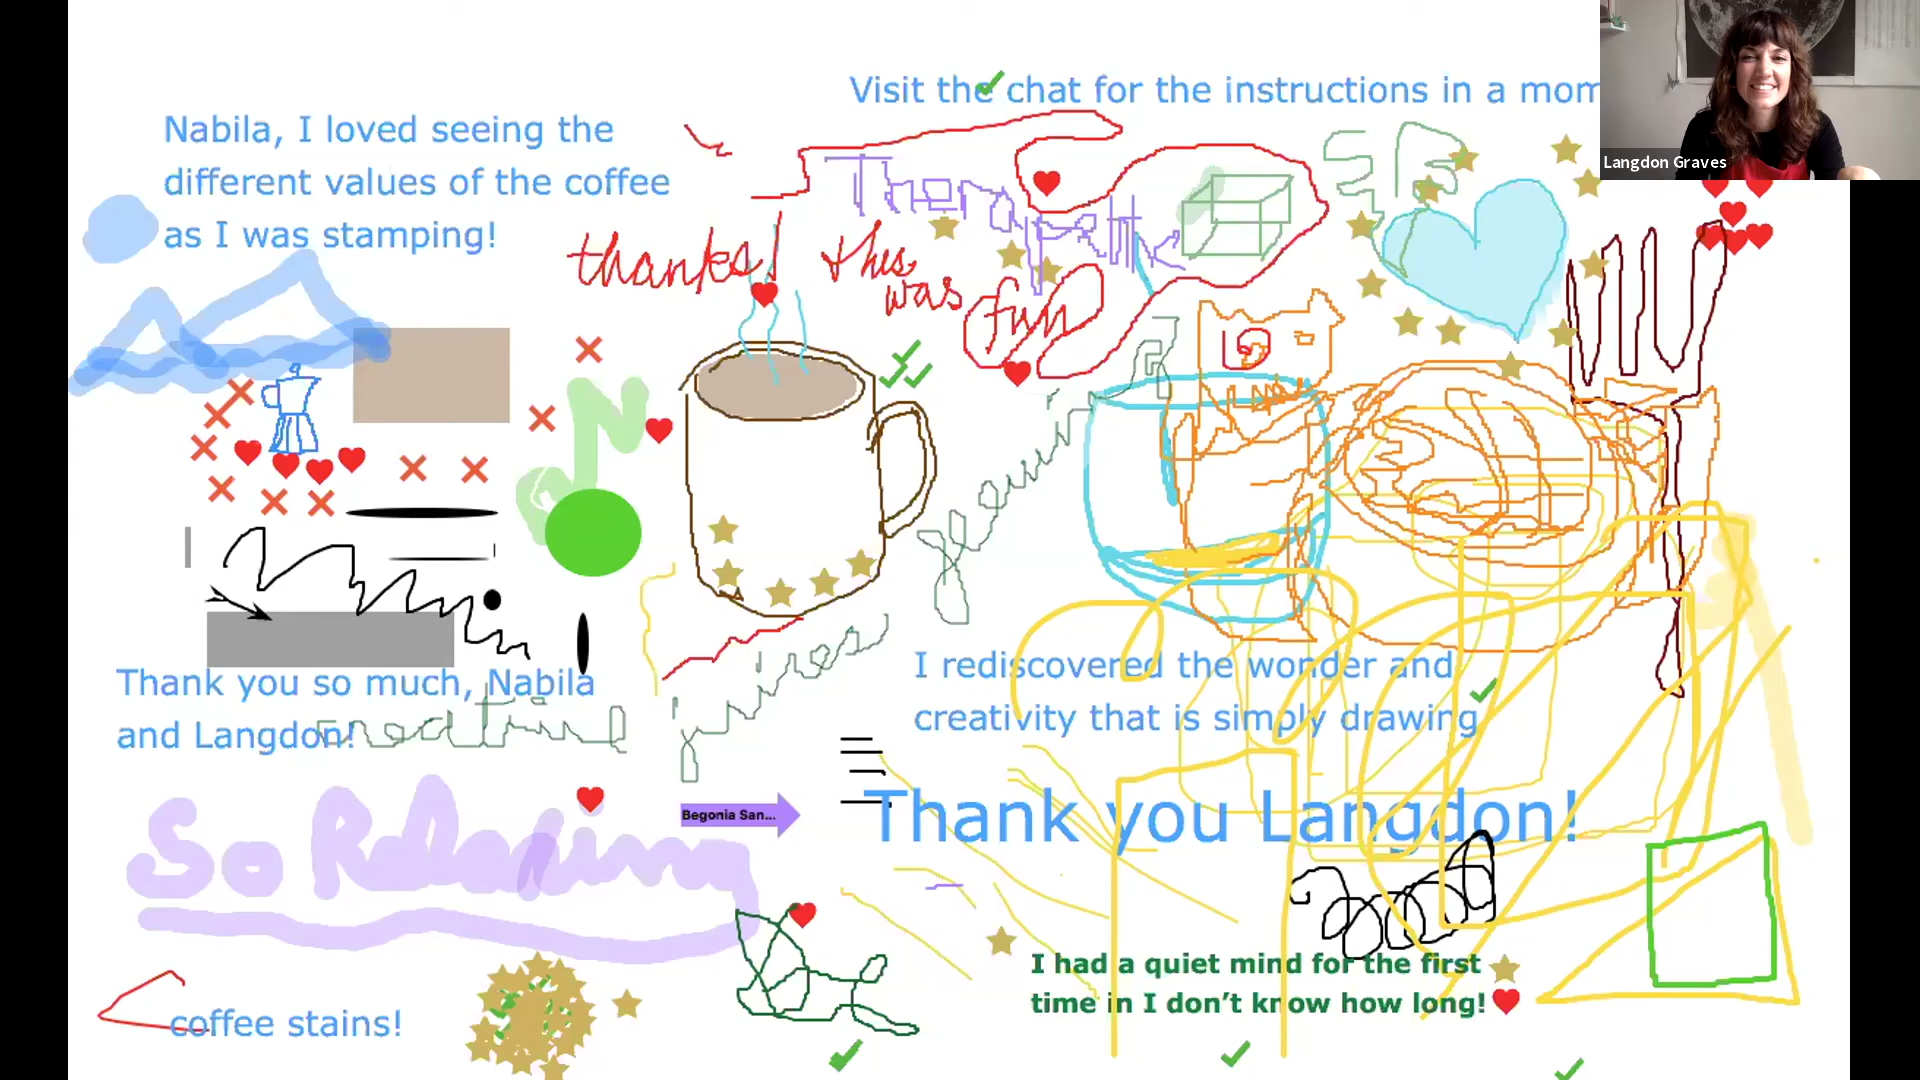 Visit the chat for the instructions in a mom
Langdon Graves
Nabila, I loved seeing the
different values of the coffee
as I was stamping!
Thank
thanks! this
was
fun
N
Thank you so much, Nabila
and Langdon!
I rediscovered the wonder and
creativity that is simply drawing
So Relaxing
Begonia San...
Thank you Langdon!
I had a quiet mind for the first
time in I don’t know how long!
coffee stains!